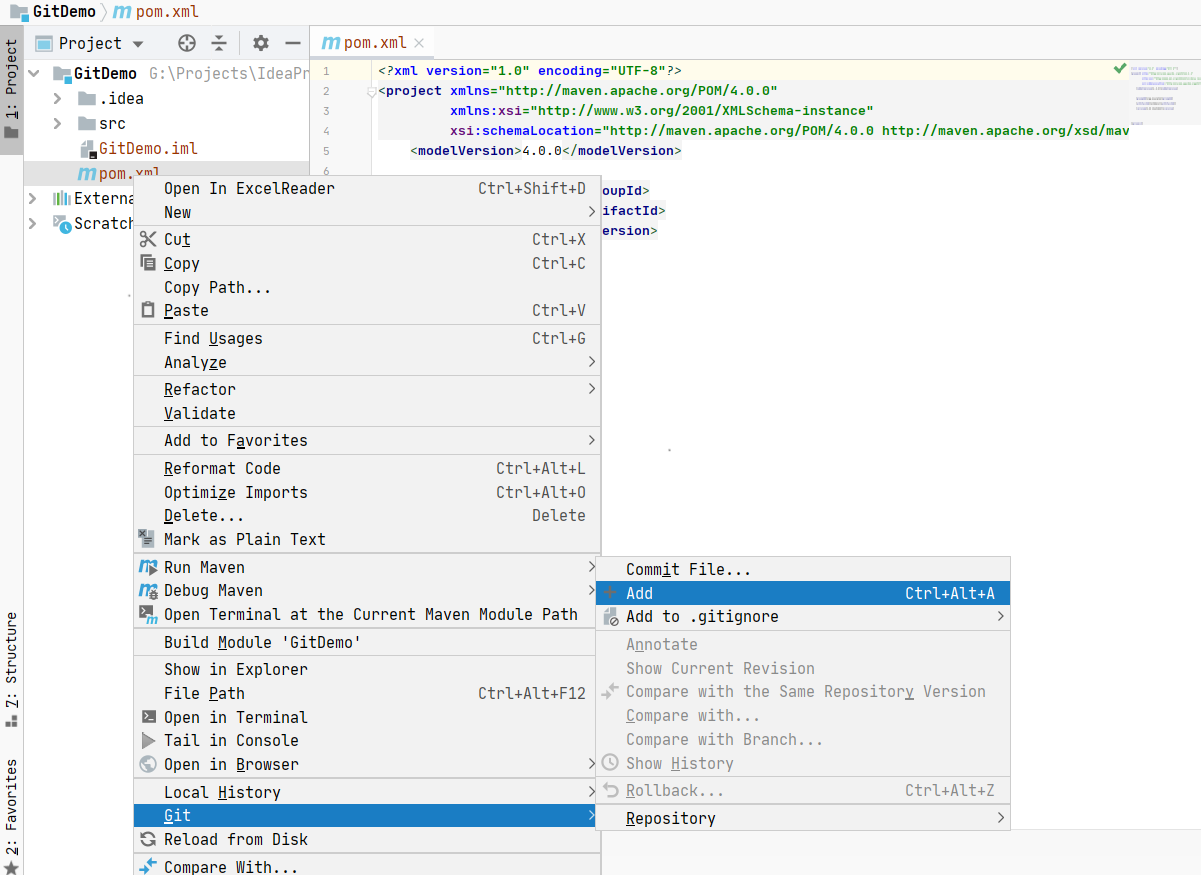 GitDemo pom.xml
1: Project
Project
pom.xml
GitDemo G:\Projects\IdeaPr
.idea
src
GitDemo.iml
pom.xml
Externa
Scratch
1 <?xml version="1.0" encoding="UTF-8"?>
2 <project xmlns="http://maven.apache.org/POM/4.0.0"
3 xmlns:xsi="http://www.w3.org/2001/XMLSchema-instance"
4 xsi:schemaLocation="http://maven.apache.org/POM/4.0.0 http://maven.apache.org/xsd/mav
5 <modelVersion>4.0.0</modelVersion>
6
oupId>
ifactId>
ersion>
Open In ExcelReader Ctrl+Shift+D
New
Cut Ctrl+X
Copy Ctrl+C
Copy Path...
Paste Ctrl+V
Find Usages Ctrl+G
Analyze
Refactor
Validate
Add to Favorites
Reformat Code Ctrl+Alt+L
Optimize Imports Ctrl+Alt+O
Delete... Delete
Mark as Plain Text
Run Maven
Debug Maven
Open Terminal at the Current Maven Module Path
Build Module 'GitDemo'
Show in Explorer
File Path Ctrl+Alt+F12
Open in Terminal
Tail in Console
Open in Browser
Local History
Git
Reload from Disk
Compare With...
Commit File...
Add Ctrl+Alt+A
Add to .gitignore
Annotate
Show Current Revision
Compare with the Same Repository Version
Compare with...
Compare with Branch...
Show History
Rollback... Ctrl+Alt+Z
Repository
7: Structure
2: Favorites